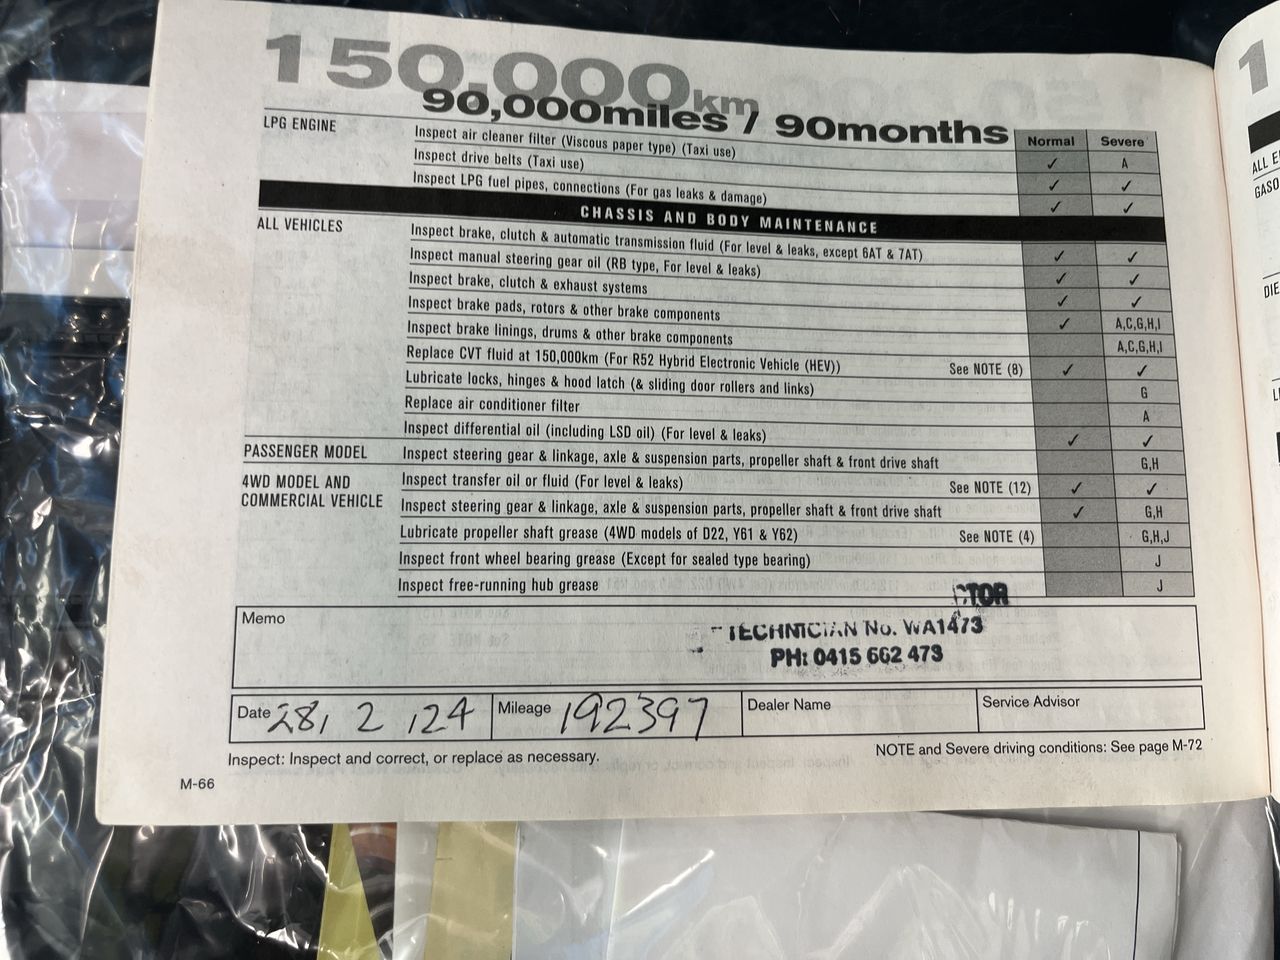 150,000km
90,000miles / 90months
Normal Severe
LPG ENGINE Inspect air cleaner filter (Viscous paper type) (Taxi use) ✓ A
Inspect drive belts (Taxi use) ✓ ✓
Inspect LPG fuel pipes, connections (For gas leaks & damage) ✓ ✓
CHASSIS AND BODY MAINTENANCE
ALL VEHICLES Inspect brake, clutch & automatic transmission fluid (For level & leaks, except 6AT & 7AT) ✓ ✓
Inspect manual steering gear oil (RB type, For level & leaks) ✓ ✓
Inspect brake, clutch & exhaust systems ✓ ✓
Inspect brake pads, rotors & other brake components ✓ A,C,G,H,I
Inspect brake linings, drums & other brake components A,C,G,H,I
Replace CVT fluid at 150,000km (For R52 Hybrid Electronic Vehicle (HEV)) See NOTE (8) ✓ ✓
Lubricate locks, hinges & hood latch (& sliding door rollers and links) G
Replace air conditioner filter A
Inspect differential oil (including LSD oil) (For level & leaks) ✓ ✓
PASSENGER MODEL Inspect steering gear & linkage, axle & suspension parts, propeller shaft & front drive shaft G,H
4WD MODEL AND Inspect transfer oil or fluid (For level & leaks) See NOTE (12) ✓ ✓
COMMERCIAL VEHICLE Inspect steering gear & linkage, axle & suspension parts, propeller shaft & front drive shaft ✓ G,H
Lubricate propeller shaft grease (4WD models of D22, Y61 & Y62) See NOTE (4) G,H,J
Inspect front wheel bearing grease (Except for sealed type bearing) J
Inspect free-running hub grease J
Memo
TECHNICIAN No. WA1473
PH: 0415 662 473
Date 28, 2 ,24 Mileage 192397 Dealer Name Service Advisor
Inspect: Inspect and correct, or replace as necessary. NOTE and Severe driving conditions: See page M-72
M-66
1
ALL E
GASO
DIE